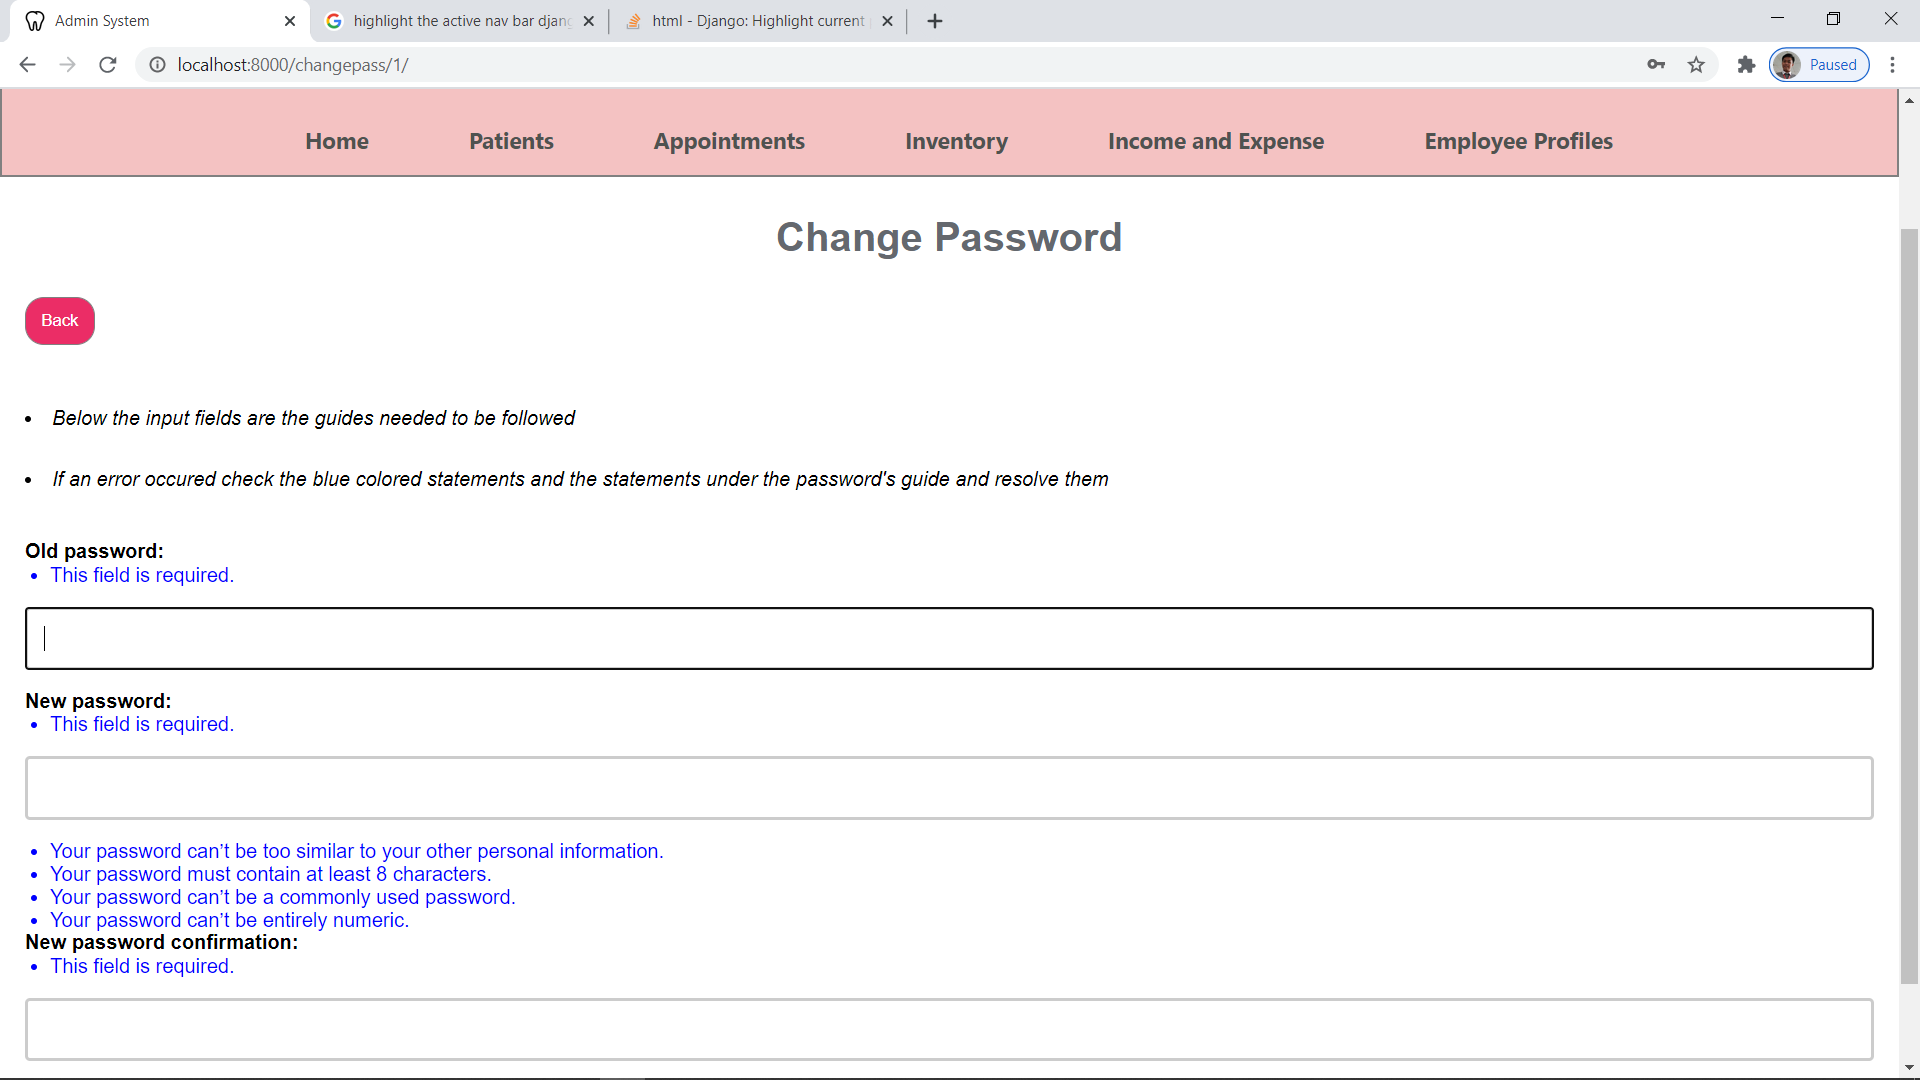 Admin System
highlight the active nav bar djang
html - Django: Highlight current
localhost:8000/changepass/1/
Paused
Home Patients Appointments Inventory Income and Expense Employee Profiles
Change Password
Back
Below the input fields are the guides needed to be followed
If an error occured check the blue colored statements and the statements under the password's guide and resolve them
Old password:
This field is required.
New password:
This field is required.
Your password can’t be too similar to your other personal information.
Your password must contain at least 8 characters.
Your password can’t be a commonly used password.
Your password can’t be entirely numeric.
New password confirmation:
This field is required.